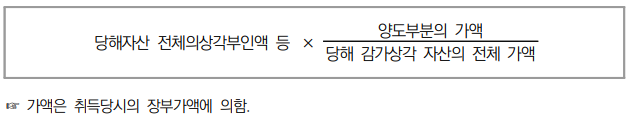 당해자산 전체의상각부인액 등 × 양도부분의 가액 / 당해 감가상각 자산의 전체 가액
☞ 가액은 취득당시의 장부가액에 의함.